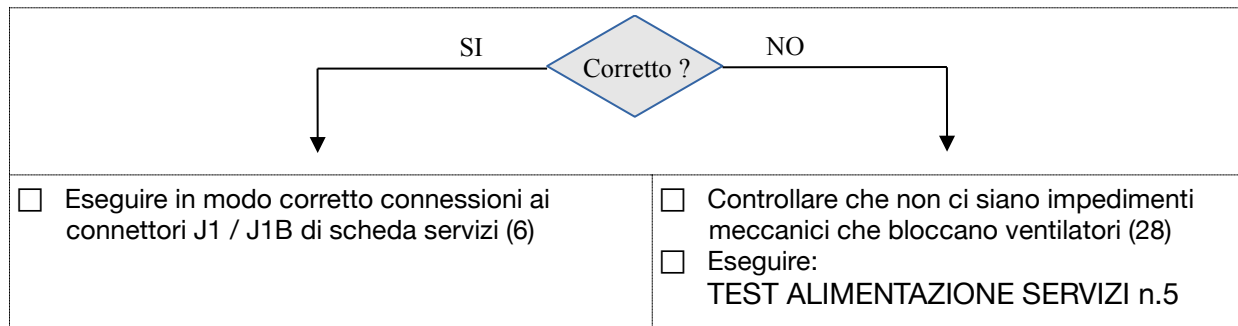 SI
Corretto ?
NO
☐ Eseguire in modo corretto connessioni ai
connettori J1 / J1B di scheda servizi (6)
☐ Controllare che non ci siano impedimenti
meccanici che bloccano ventilatori (28)
☐ Eseguire:
TEST ALIMENTAZIONE SERVIZI n.5